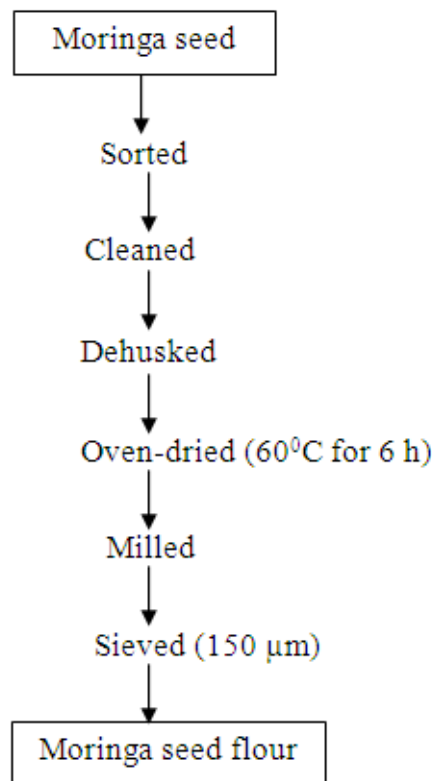 Moringa seed
Sorted
Cleaned
Dehusked
Oven-dried (60⁰C for 6 h)
Milled
Sieved (150 µm)
Moringa seed flour